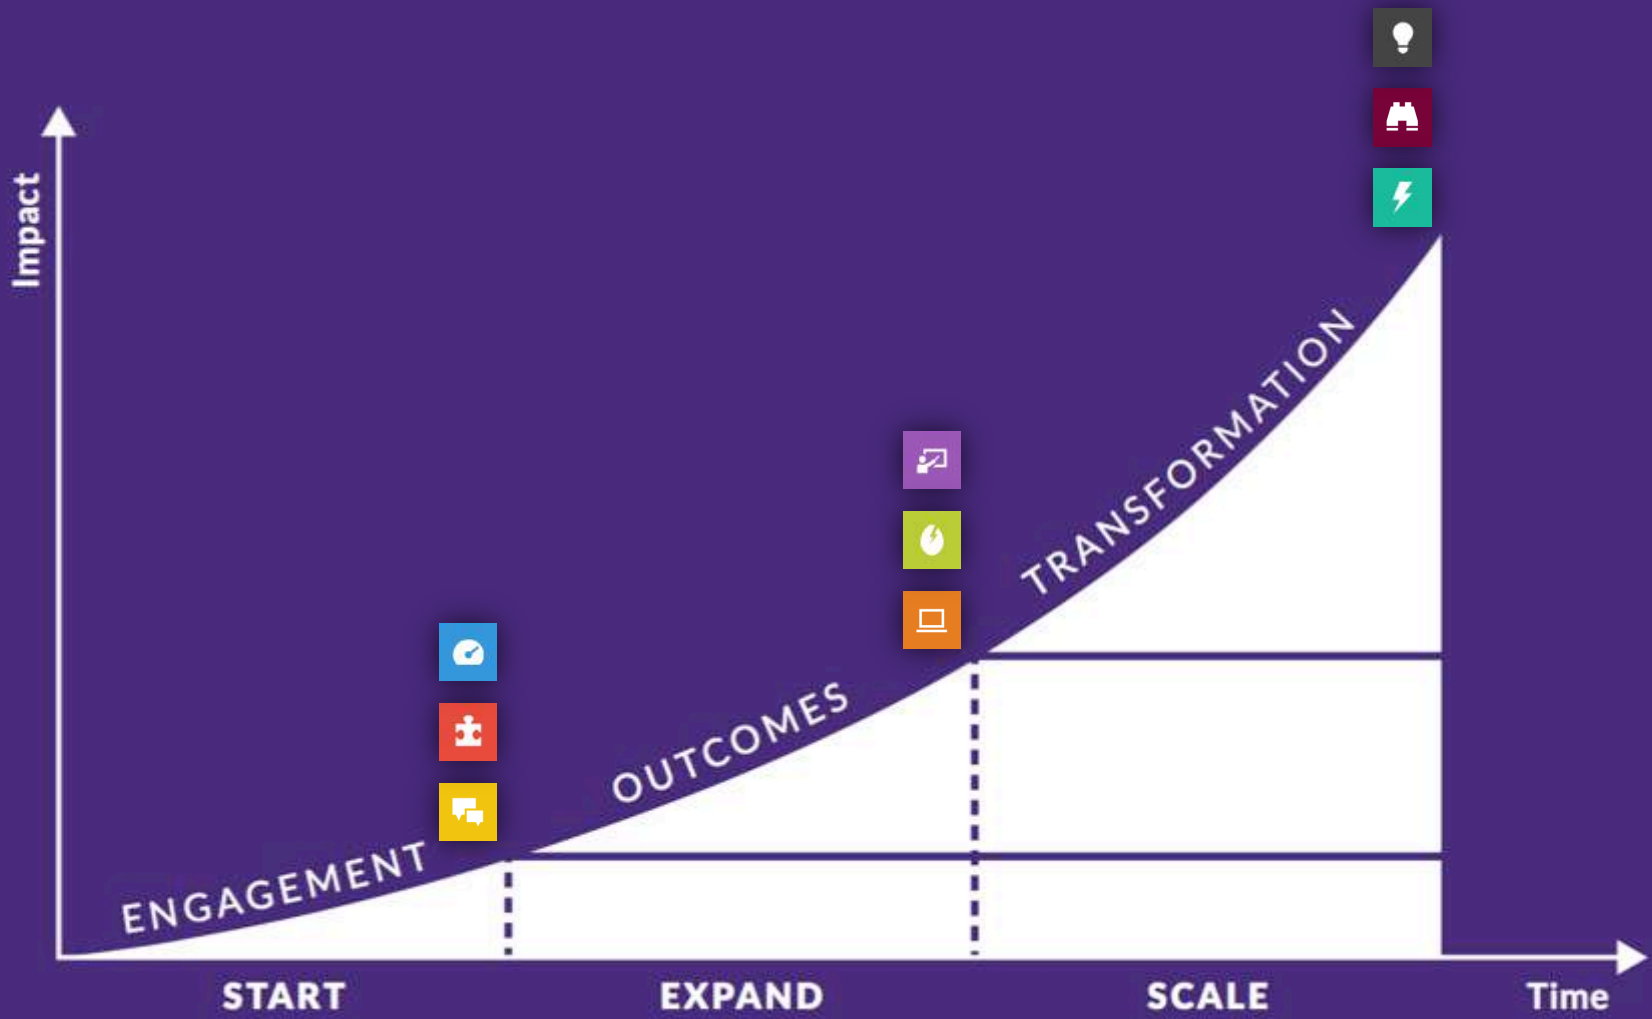 Impact
TRANSFORMATION
OUTCOMES
ENGAGEMENT
START
EXPAND
SCALE
Time